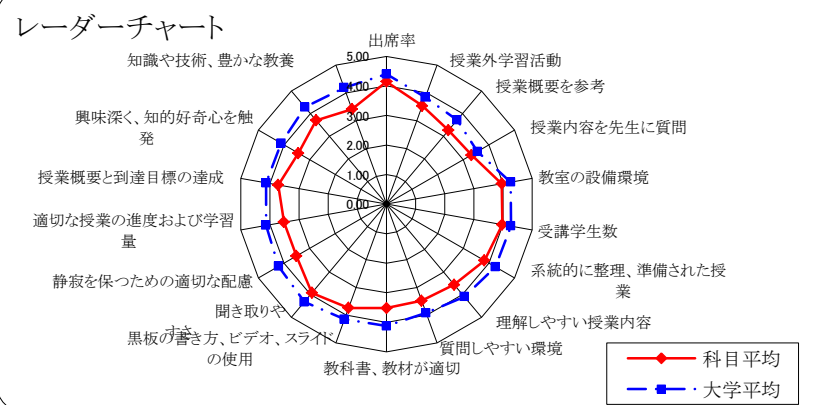 レーダーチャート
出席率
授業外学習活動
授業概要を参考
授業内容を先生に質問
教室の設備環境
受講学生数
系統的に整理、準備された授
業
理解しやすい授業内容
質問しやすい環境
教科書、教材が適切
黒板の書き方、ビデオ、スライド
の使用
聞き取りや
すさ
静寂を保つための適切な配慮
適切な授業の進度および学習
量
授業概要と到達目標の達成
興味深く、知的好奇心を触
発
知識や技術、豊かな教養
5.00
4.00
3.00
2.00
1.00
0.00
科目平均
大学平均